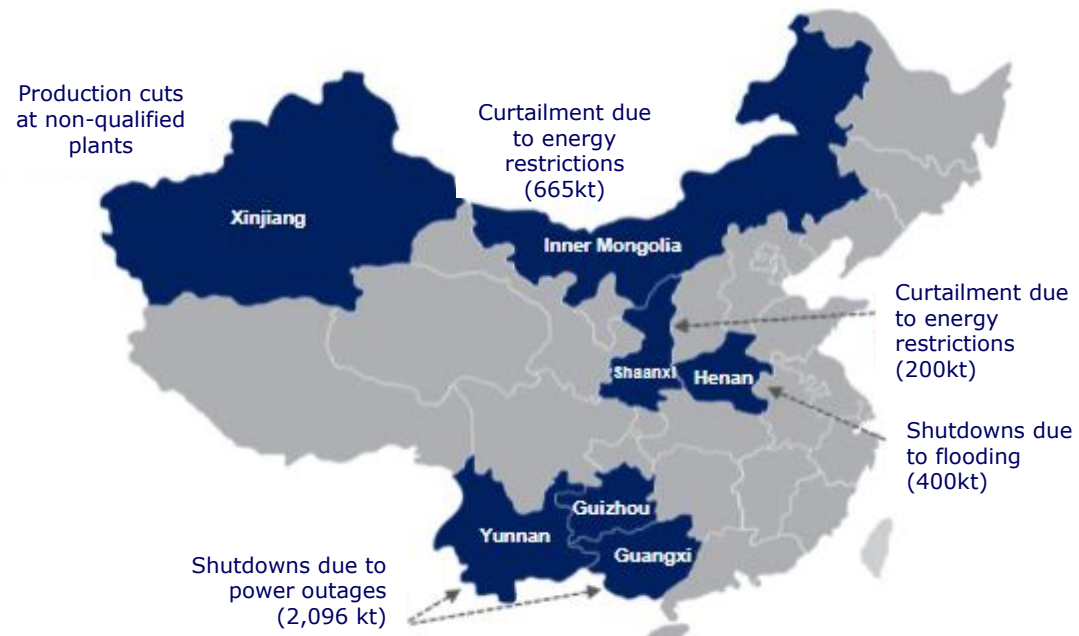 Production cuts
at non-qualified
plants
Curtailment due
to energy
restrictions
(665kt)
Xinjiang
Inner Mongolia
Curtailment due
to energy
restrictions
(200kt)
Shaanxi
Henan
Shutdowns due
to flooding
(400kt)
Guizhou
Yunnan
Guangxi
Shutdowns due to
power outages
(2,096 kt)